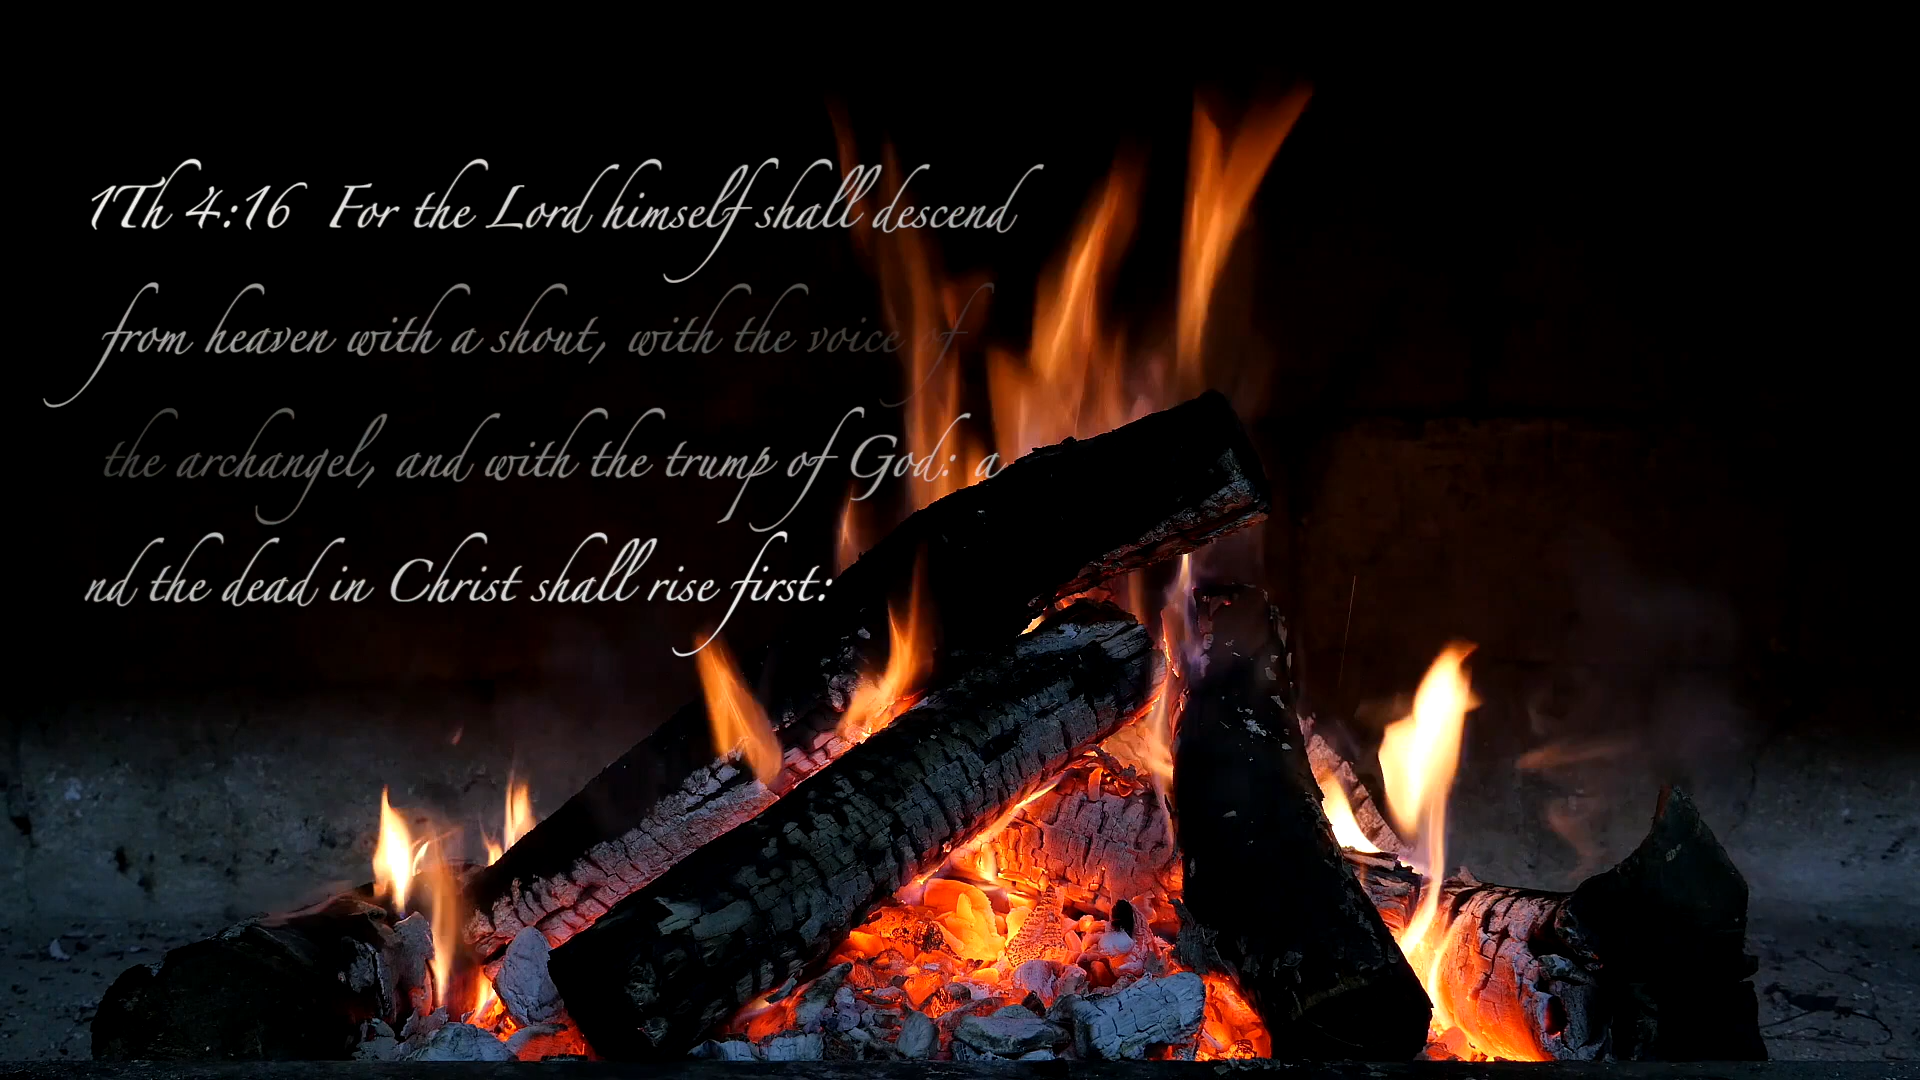 1Th 4:16 For the Lord himself shall descend
from heaven with a shout, with the voice of
the archangel, and with the trump of God: a
nd the dead in Christ shall rise first: